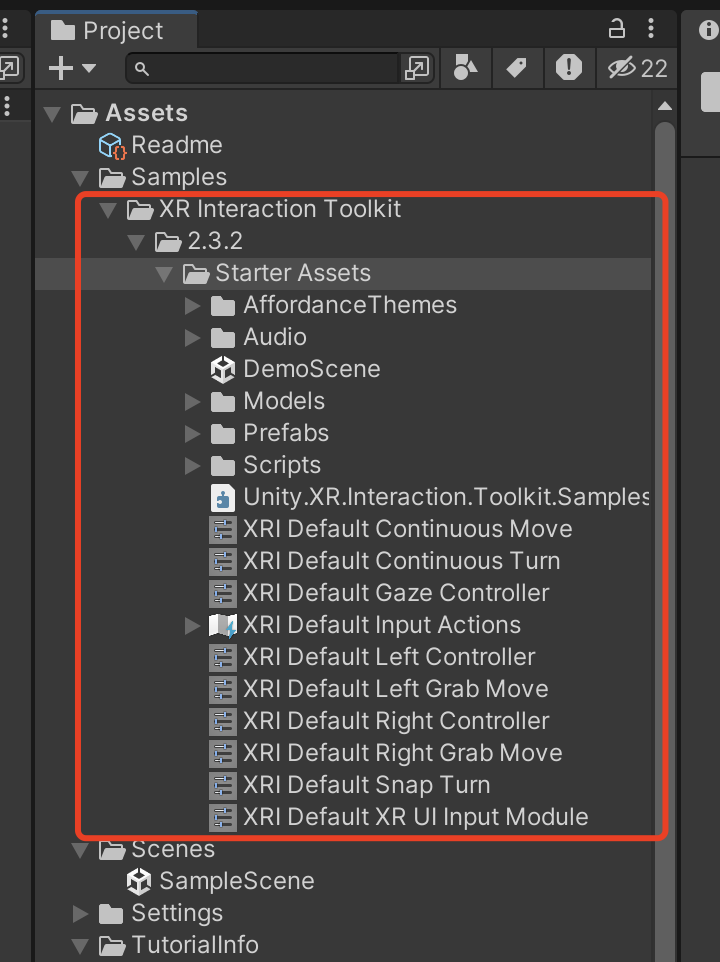 Project
22
Assets
Readme
Samples
XR Interaction Toolkit
2.3.2
Starter Assets
AffordanceThemes
Audio
DemoScene
Models
Prefabs
Scripts
Unity.XR.Interaction.Toolkit.Samples
XRI Default Continuous Move
XRI Default Continuous Turn
XRI Default Gaze Controller
XRI Default Input Actions
XRI Default Left Controller
XRI Default Left Grab Move
XRI Default Right Controller
XRI Default Right Grab Move
XRI Default Snap Turn
XRI Default XR UI Input Module
Scenes
SampleScene
Settings
TutorialInfo